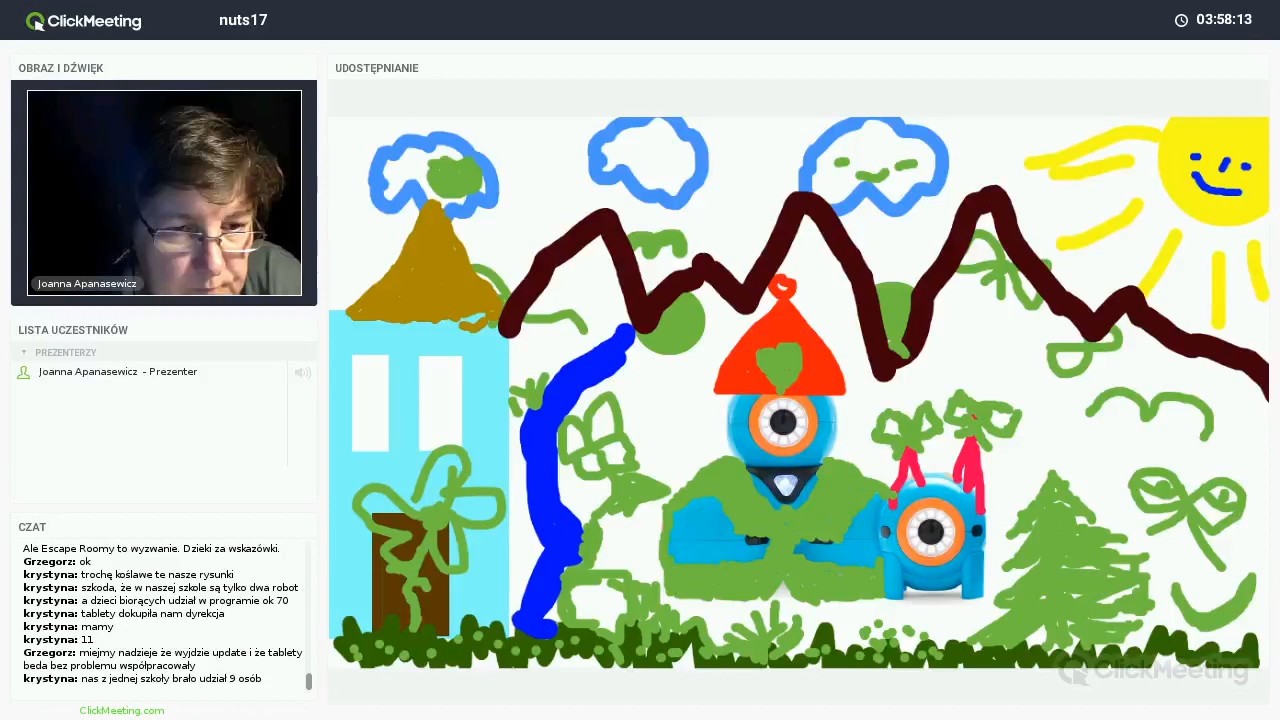 ClickMeeting
nuts17
03:58:13
OBRAZ I DŹWIĘK
Joanna Apanasewicz
LISTA UCZESTNIKÓW
PREZENTERZY
Joanna Apanasewicz - Prezenter
CZAT
Ale Escape Roomy to wyzwanie. Dzieki za wskazówki.
Grzegorz: ok
krystyna: trochę koślawe te nasze rysunki
krystyna: szkoda, że w naszej szkole są tylko dwa robot
krystyna: a dzieci biorących udział w programie ok 70
krystyna: tablety dokupiła nam dyrekcja
krystyna: mamy
krystyna: 11
Grzegorz: miejmy nadzieje że wyjdzie update i że tablety
beda bez problemu współpracowały
krystyna: nas z jednej szkoły brało udział 9 osób
ClickMeeting.com
UDOSTĘPNIANIE
ClickMeeting